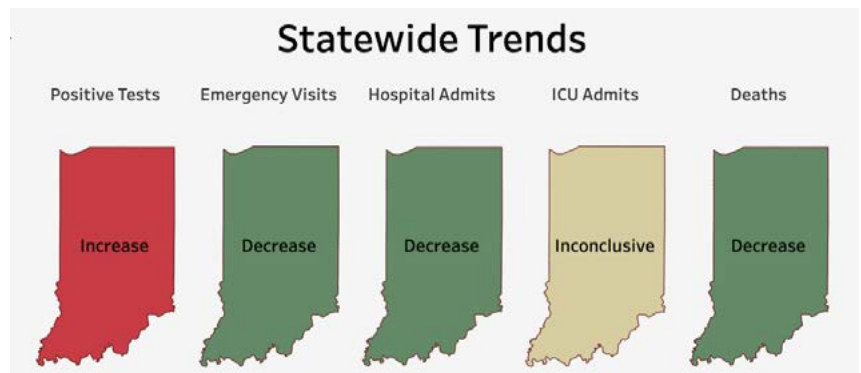 Statewide Trends
Positive Tests Emergency Visits Hospital Admits ICU Admits Deaths
Increase Decrease Decrease Inconclusive Decrease